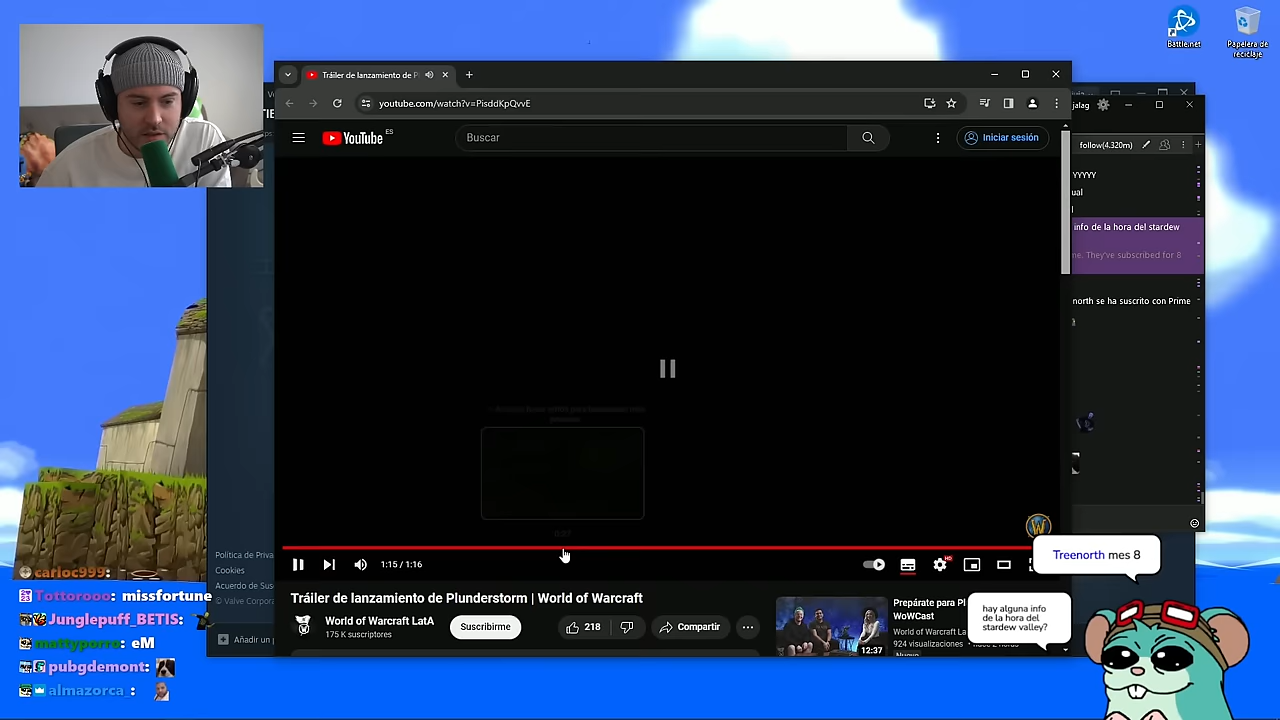 Battle.net
Papelera de
reciclaje
Tráiler de lanzamiento de P
youtube.com/watch?v=PisddKpQvvE
YouTube
ES
Buscar
Iniciar sesión
jalag
follow(4.320m)
YYYYY
ual
info de la hora del stardew
me. They've subscribed for 8
north se ha suscrito con Prime
1:15 / 1:16
HD
Tráiler de lanzamiento de Plunderstorm | World of Warcraft
World of Warcraft LatA
175 K suscriptores
Suscribirme
218
Compartir
12:37
Prepárate para Pl
WoWCast
World of Warcraft La
924 visualizaciones
Nuevo
Treenorth mes 8
hay alguna info
de la hora del
stardew valley?
Política de Priva
Cookies
Acuerdo de Sus
© Valve Corpora
Añadir un p
carloc999:
Tottorooo: missfortune
Junglepuff_BETIS:
mattyporro: eM
pubgdemont:
almazorca_: